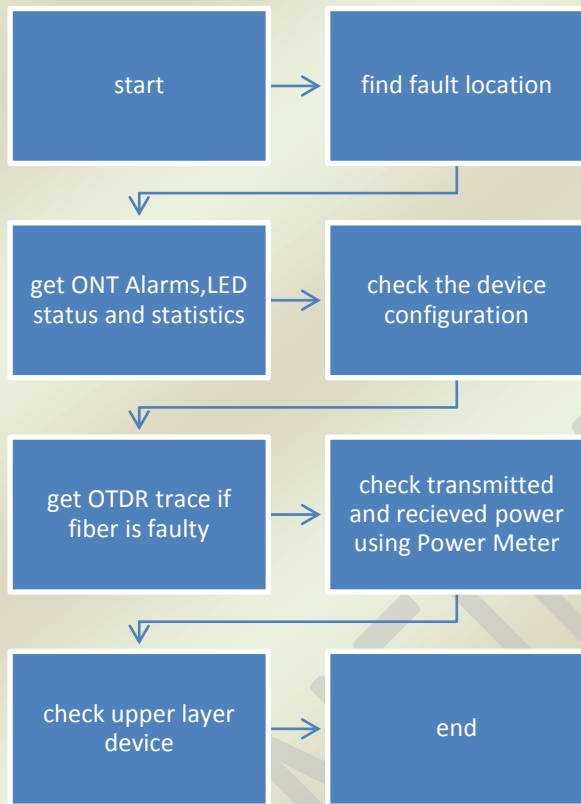 start
find fault location
get ONT Alarms,LED
status and statistics
check the device
configuration
get OTDR trace if
fiber is faulty
check transmitted
and recieved power
using Power Meter
check upper layer
device
end